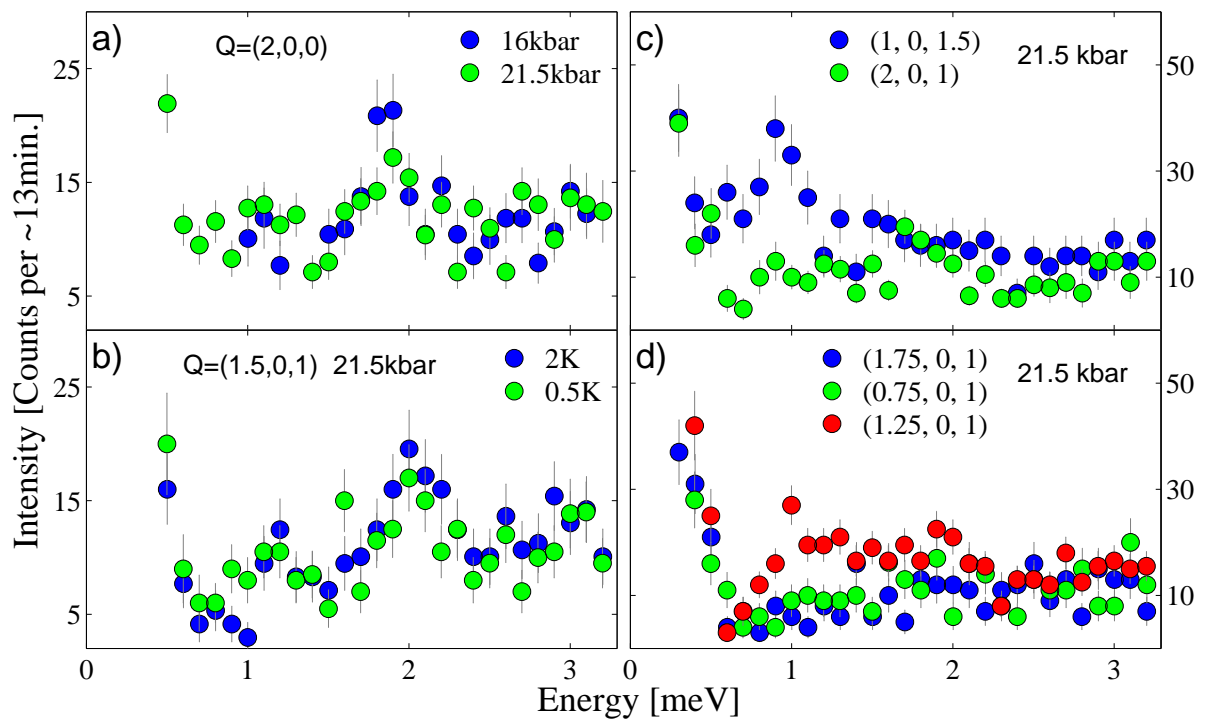 a)
Q=(2,0,0)
16kbar
21.5kbar
25
15
5
b)
Q=(1.5,0,1) 21.5kbar
2K
0.5K
25
15
5
0
1
2
3
c)
(1, 0, 1.5)
(2, 0, 1)
21.5 kbar
50
30
10
d)
(1.75, 0, 1)
(0.75, 0, 1)
(1.25, 0, 1)
21.5 kbar
50
30
10
0
1
2
3
Intensity [Counts per ~13min.]
Energy [meV]